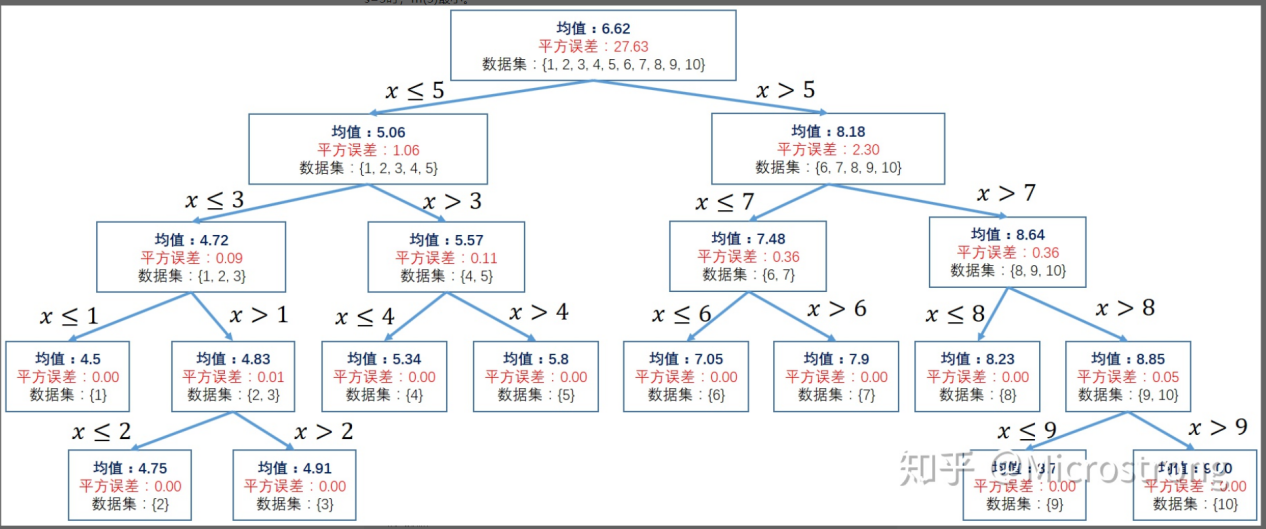 均值:6.62
平方误差:27.63
数据集:{1, 2, 3, 4, 5, 6, 7, 8, 9, 10}
x ≤ 5
x > 5
均值:5.06
平方误差:1.06
数据集:{1, 2, 3, 4, 5}
均值:8.18
平方误差:2.30
数据集:{6, 7, 8, 9, 10}
x ≤ 3
x > 3
x ≤ 7
x > 7
均值:4.72
平方误差:0.09
数据集:{1, 2, 3}
均值:5.57
平方误差:0.11
数据集:{4, 5}
均值:7.48
平方误差:0.36
数据集:{6, 7}
均值:8.64
平方误差:0.36
数据集:{8, 9, 10}
x ≤ 1
x > 1
x ≤ 4
x > 4
x ≤ 6
x > 6
x ≤ 8
x > 8
均值:4.5
平方误差:0.00
数据集:{1}
均值:4.83
平方误差:0.01
数据集:{2, 3}
均值:5.34
平方误差:0.00
数据集:{4}
均值:5.8
平方误差:0.00
数据集:{5}
均值:7.05
平方误差:0.00
数据集:{6}
均值:7.9
平方误差:0.00
数据集:{7}
均值:8.23
平方误差:0.00
数据集:{8}
均值:8.85
平方误差:0.05
数据集:{9, 10}
x ≤ 2
x > 2
x ≤ 9
x > 9
均值:4.75
平方误差:0.00
数据集:{2}
均值:4.91
平方误差:0.00
数据集:{3}
均值:8.7
平方误差:0.00
数据集:{9}
均值:9.00
平方误差:0.00
数据集:{10}
知乎 @Microstrong